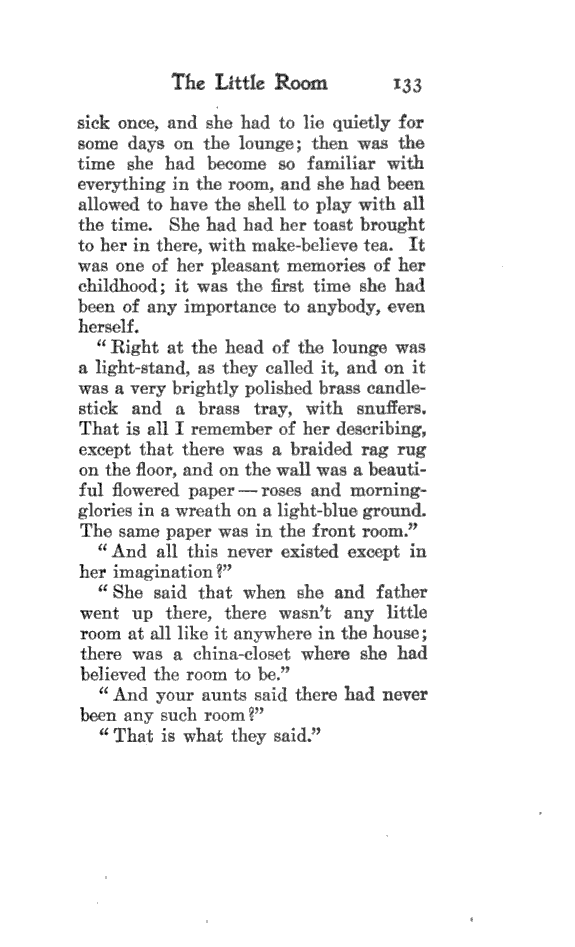 The Little Room 133
sick once, and she had to lie quietly for
some days on the lounge; then was the
time she had become so familiar with
everything in the room, and she had been
allowed to have the shell to play with all
the time. She had had her toast brought
to her in there, with make-believe tea. It
was one of her pleasant memories of her
childhood; it was the first time she had
been of any importance to anybody, even
herself.
“Right at the head of the lounge was
a light-stand, as they called it, and on it
was a very brightly polished brass candle-
stick and a brass tray, with snuffers.
That is all I remember of her describing,
except that there was a braided rag rug
on the floor, and on the wall was a beauti-
ful flowered paper — roses and morning-
glories in a wreath on a light-blue ground.
The same paper was in the front room.”
“And all this never existed except in
her imagination?”
“She said that when she and father
went up there, there wasn’t any little
room at all like it anywhere in the house;
there was a china-closet where she had
believed the room to be.”
“And your aunts said there had never
been any such room?”
“That is what they said.”